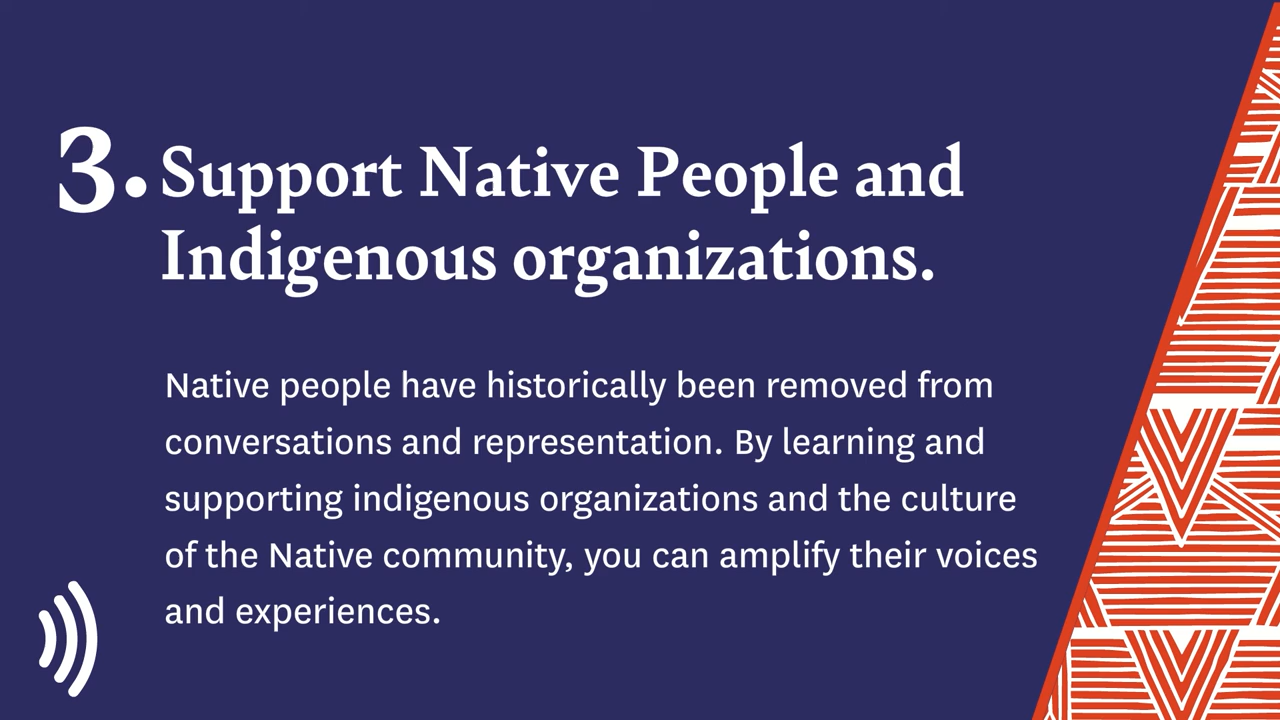 3. Support Native People and
Indigenous organizations.
Native people have historically been removed from
conversations and representation. By learning and
supporting indigenous organizations and the culture
of the Native community, you can amplify their voices
and experiences.